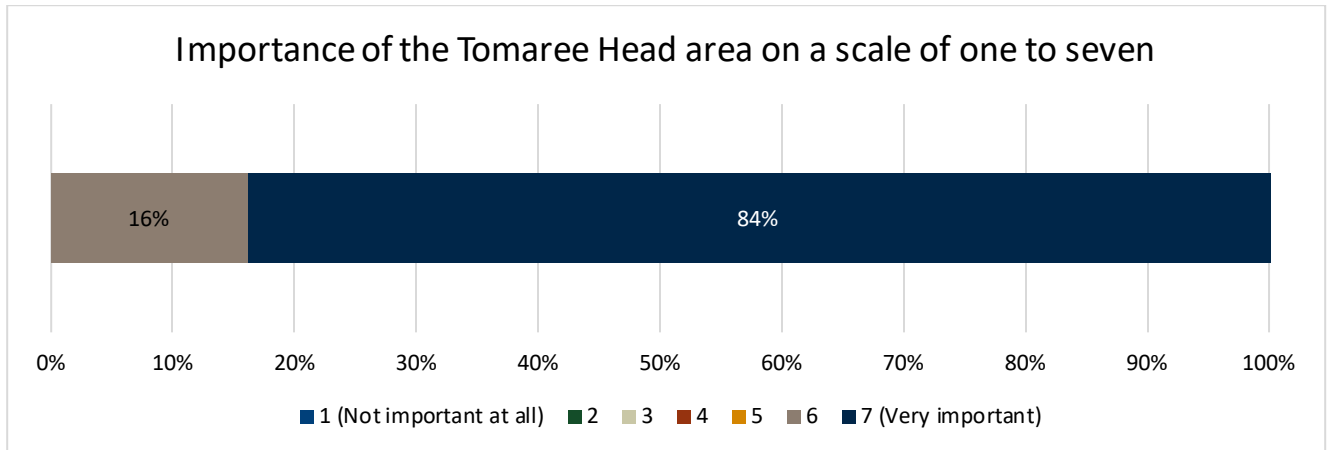 Importance of the Tomaree Head area on a scale of one to seven
16% 84%
0% 10% 20% 30% 40% 50% 60% 70% 80% 90% 100%
1 (Not important at all) 2 3 4 5 6 7 (Very important)